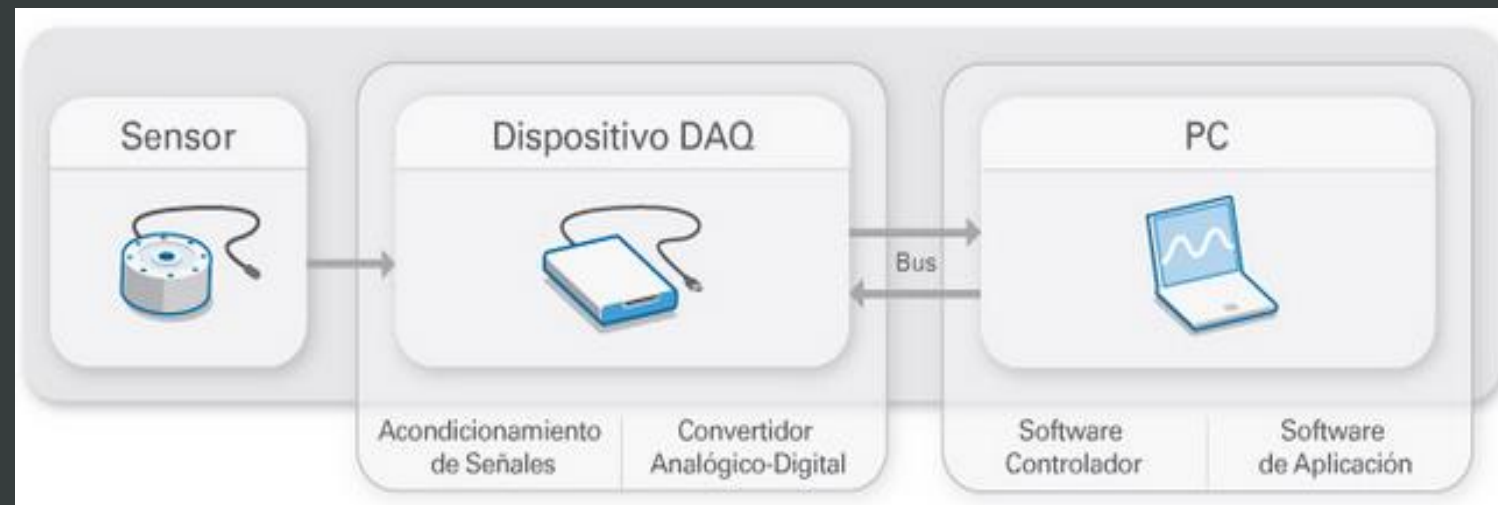 Sensor
Dispositivo DAQ
PC
Bus
Acondicionamiento
de Señales
Convertidor
Analógico-Digital
Software
Controlador
Software
de Aplicación